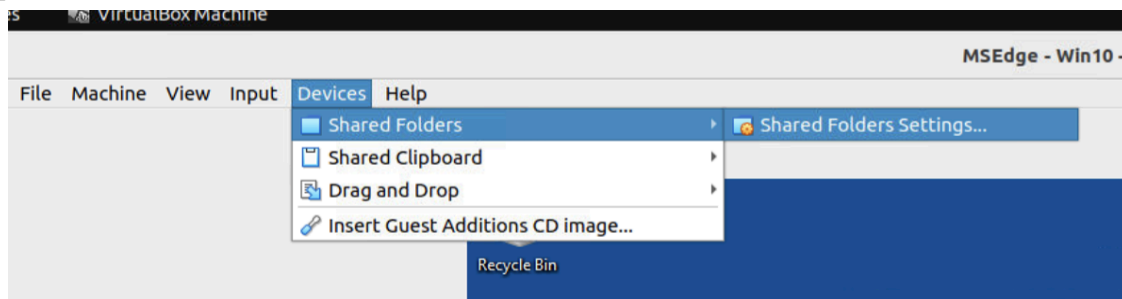 VirtualBox Machine
MSEdge - Win10 -
File Machine View Input Devices Help
Shared Folders
Shared Folders Settings...
Shared Clipboard
Drag and Drop
Insert Guest Additions CD image...
Recycle Bin